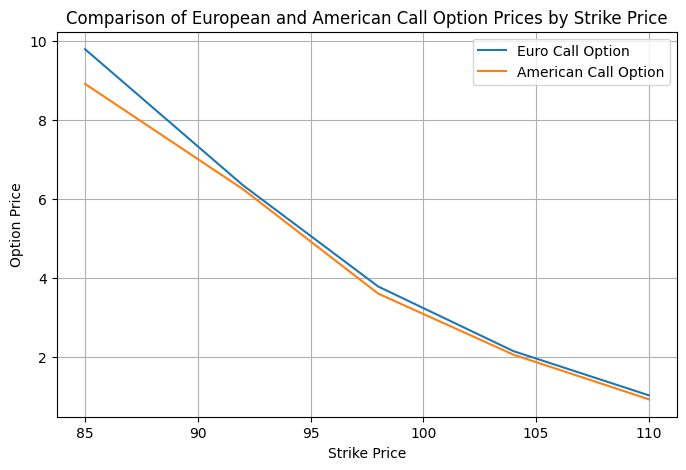 Comparison of European and American Call Option Prices by Strike Price
10
8
6
4
2
Option Price
Euro Call Option
American Call Option
85
90
95
100
105
110
Strike Price